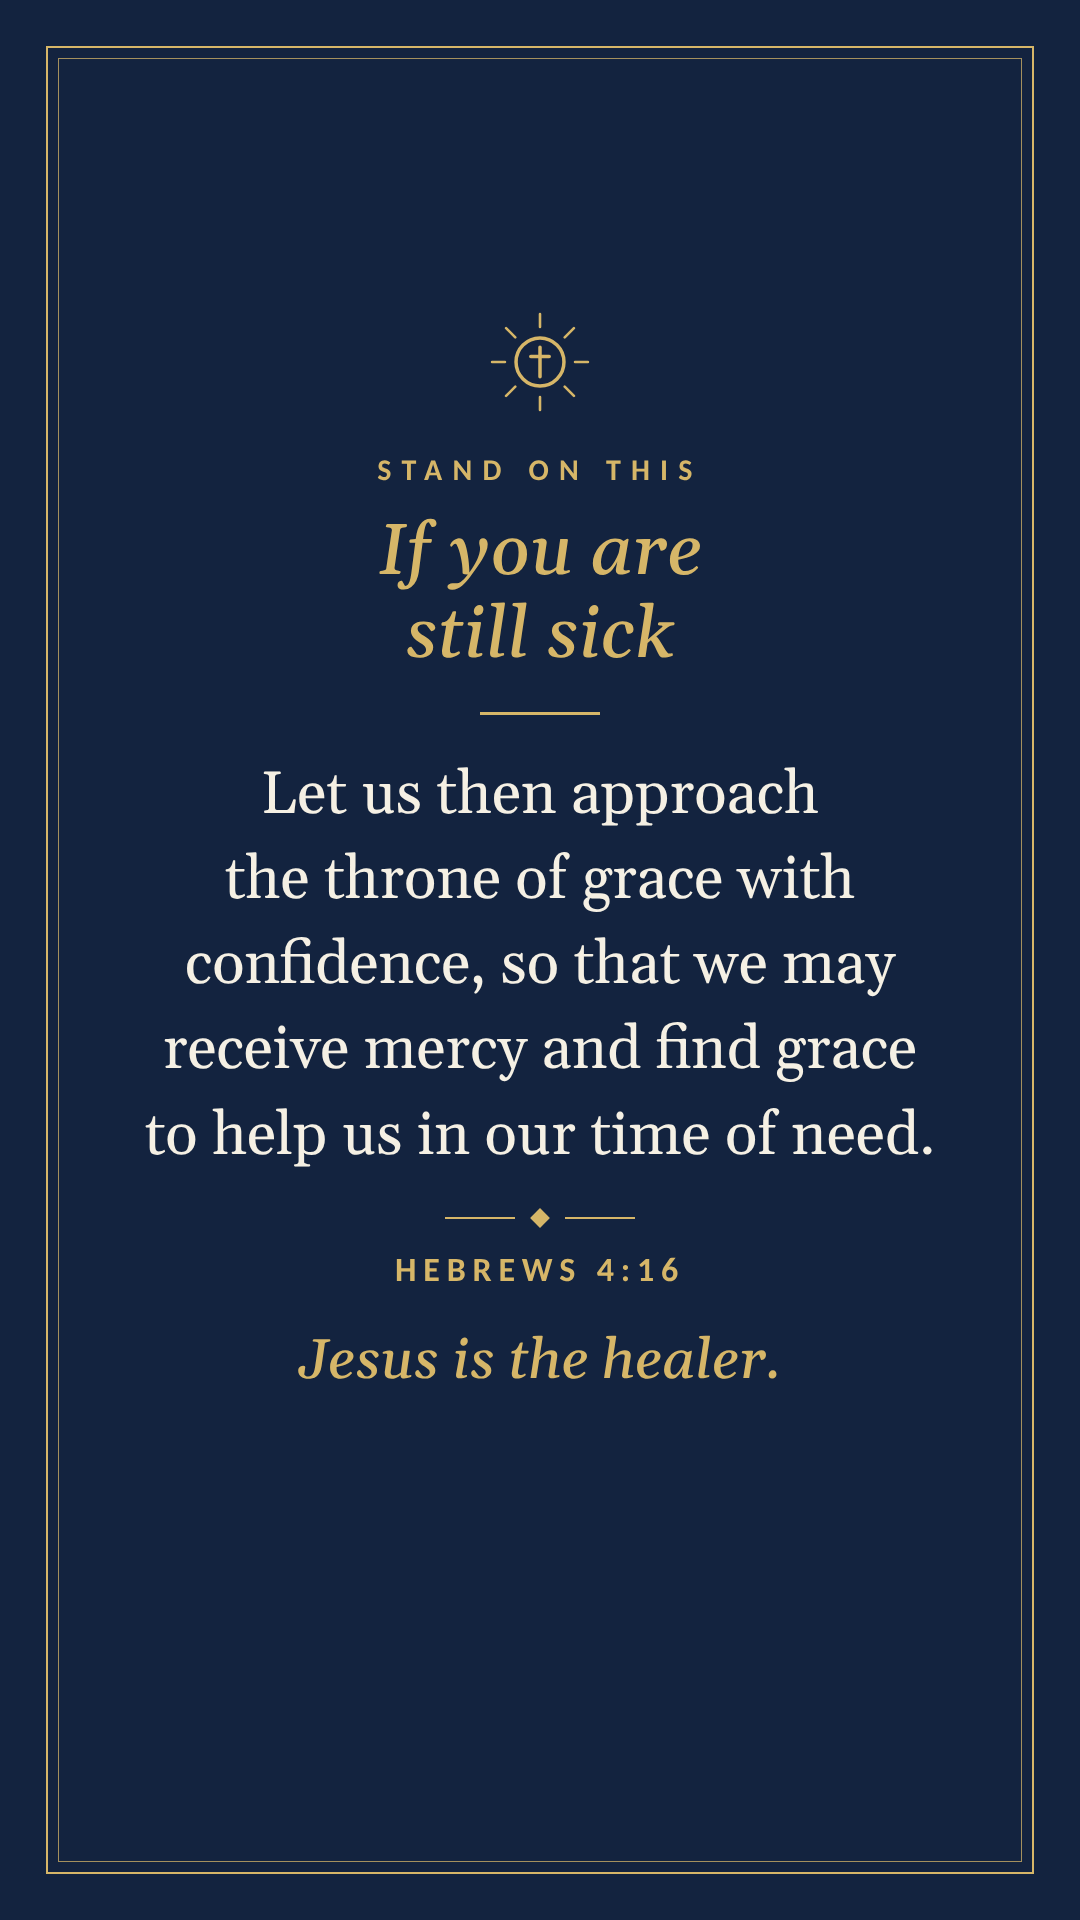 STAND ON THIS
If you are
still sick
Let us then approach
the throne of grace with
confidence, so that we may
receive mercy and find grace
to help us in our time of need.
HEBREWS 4:16
Jesus is the healer.